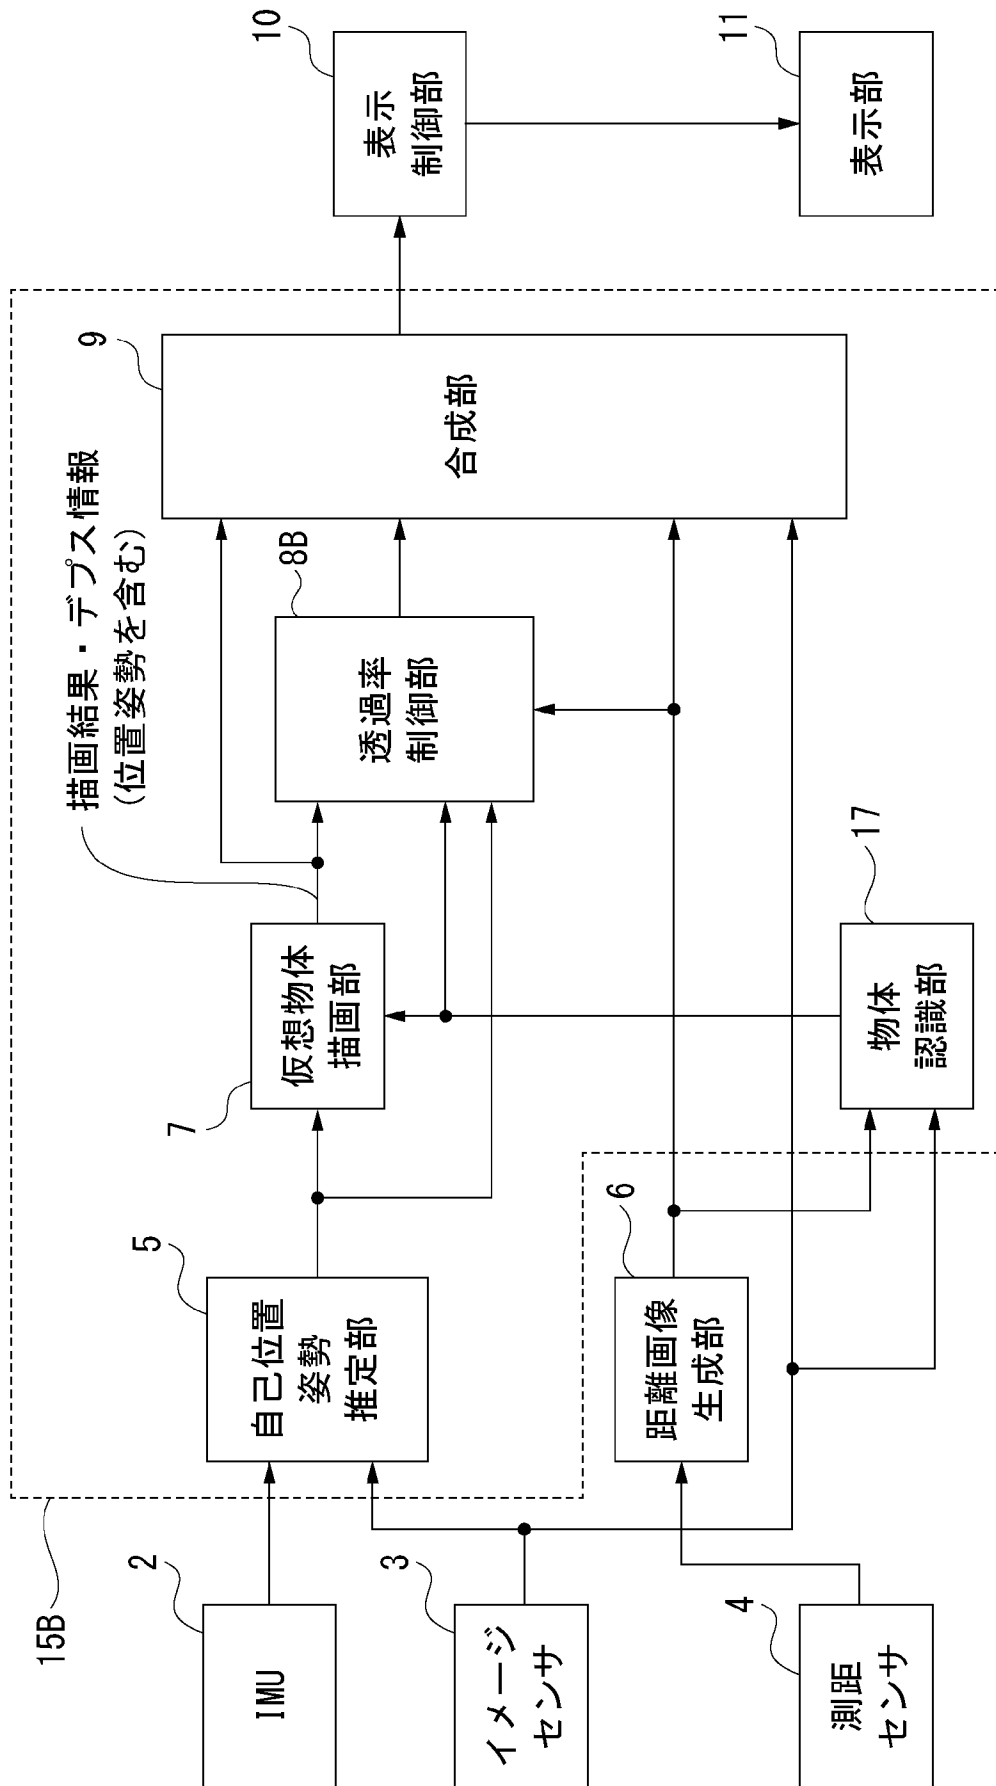 15B
2
IMU
3
イメージ
センサ
4
測距
センサ
5
自己位置
姿勢
推定部
6
距離画像
生成部
7
仮想物体
描画部
17
物体
認識部
描画結果・デプス情報
(位置姿勢を含む)
8B
透過率
制御部
9
合成部
10
表示
制御部
11
表示部